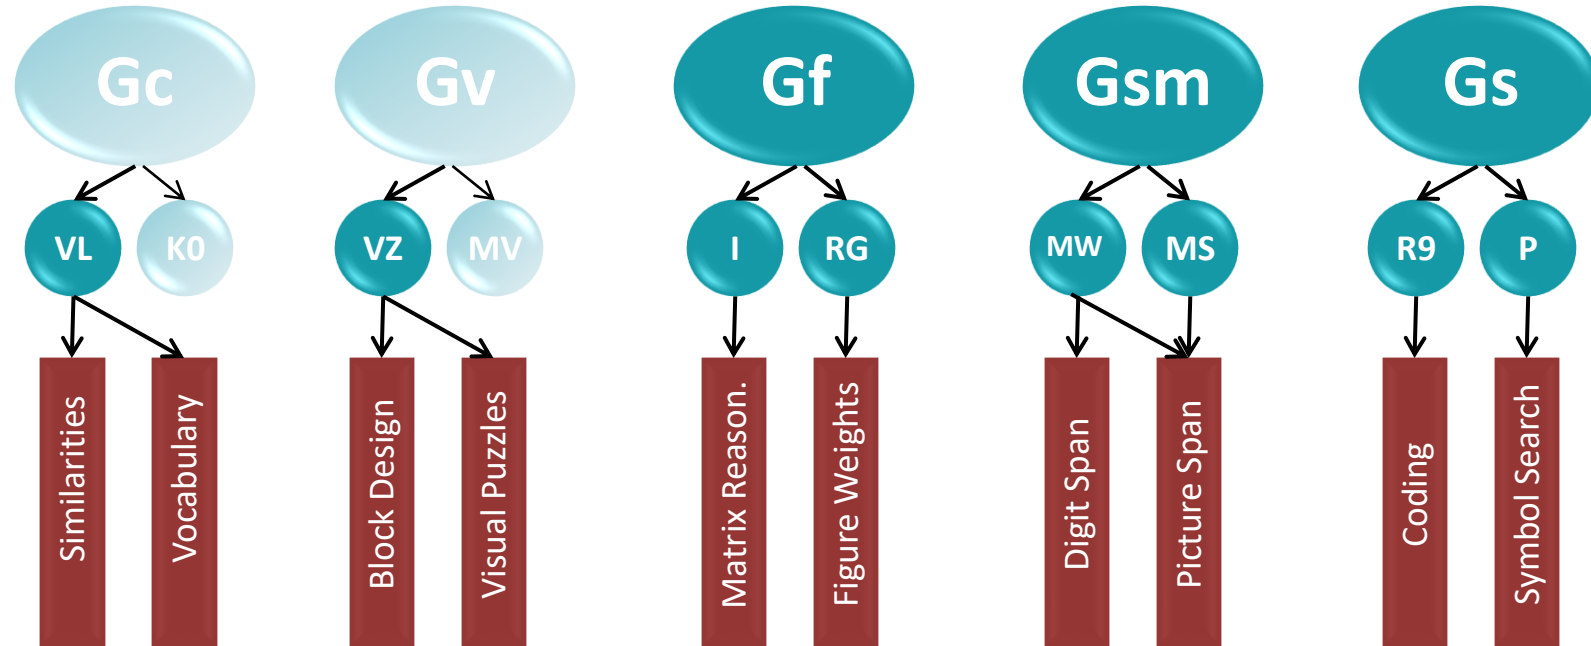 Gc
Gv
Gf
Gsm
Gs
VL
K0
VZ
MV
I
RG
MW
MS
R9
P
Similarities
Vocabulary
Block Design
Visual Puzzles
Matrix Reason.
Figure Weights
Digit Span
Picture Span
Coding
Symbol Search